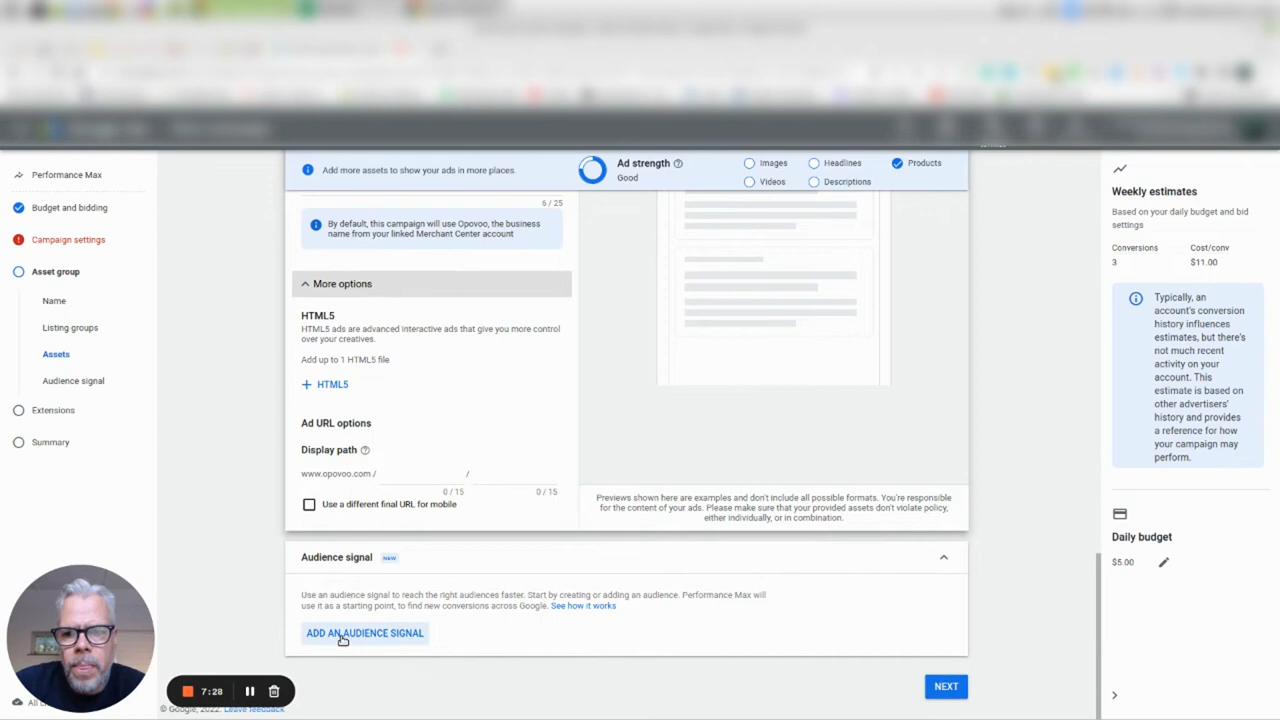 Performance Max
Budget and bidding
Campaign settings
Asset group
Name
Listing groups
Assets
Audience signal
Extensions
Summary
Add more assets to show your ads in more places.
Ad strength
Good
Images
Headlines
Products
Videos
Descriptions
6 / 25
By default, this campaign will use Opovoo, the business
name from your linked Merchant Center account
More options
HTML5
HTML5 ads are advanced interactive ads that give you more control
over your creatives.
Add up to 1 HTML5 file
HTML5
Ad URL options
Display path
www.opovoo.com /
/
0 / 15
0 / 15
Use a different final URL for mobile
Previews shown here are examples and don't include all possible formats. You're responsible
for the content of your ads. Please make sure that your provided assets don't violate policy,
either individually, or in combination.
Audience signal NEW
Use an audience signal to reach the right audiences faster. Start by creating or adding an audience. Performance Max will
use it as a starting point, to find new conversions across Google. See how it works
ADD AN AUDIENCE SIGNAL
NEXT
7:28
© Google, 2022. Leave feedback
Weekly estimates
Based on your daily budget and bid
settings
Conversions
Cost/conv
3
$11.00
Typically, an
account's conversion
history influences
estimates, but there's
not much recent
activity on your
account. This
estimate is based on
other advertisers'
history and provides
a reference for how
your campaign may
perform.
Daily budget
$5.00